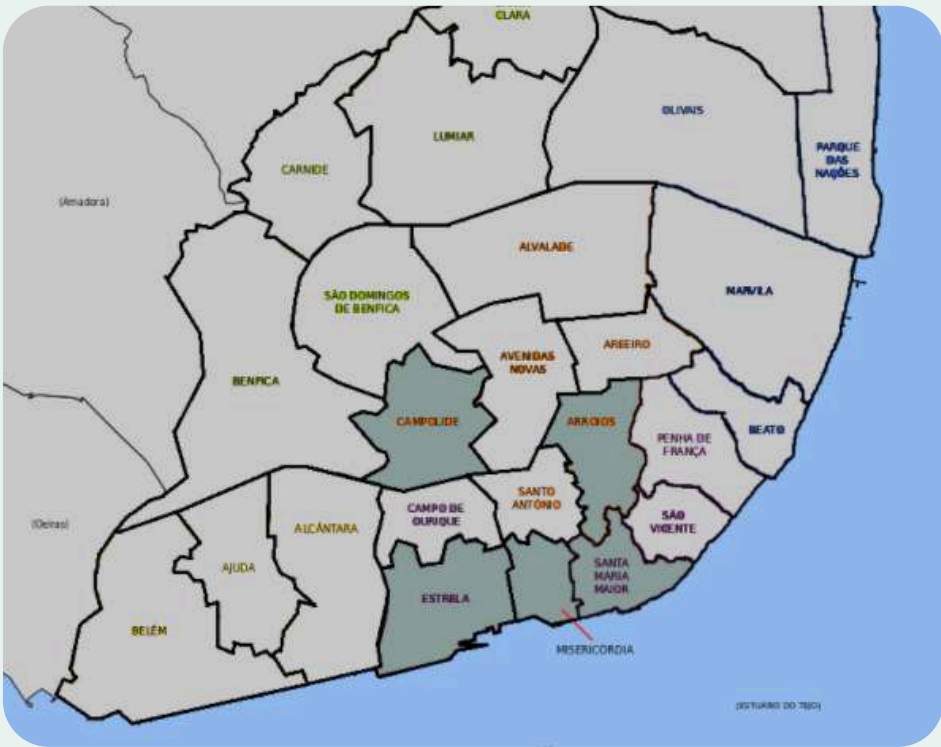 CLARA
OLIVAIS
LUMIAR
PARQUE
DAS
NAÇÕES
CARNIDE
(Amadora)
ALVALADE
MARVILA
SÃO DOMINGOS
DE BENFICA
AREEIRO
AVENIDAS
NOVAS
BENFICA
CAMPOLIDE
ARROIOS
BEATO
PENHA DE
FRANÇA
SANTO
ANTÓNIO
CAMPO DE
OURIQUE
SÃO
VICENTE
(Oeiras)
ALCÂNTARA
AJUDA
SANTA
MARIA
MAIOR
ESTRELA
BELÉM
MISERICÓRDIA
(ESTUÁRIO DO TEJO)